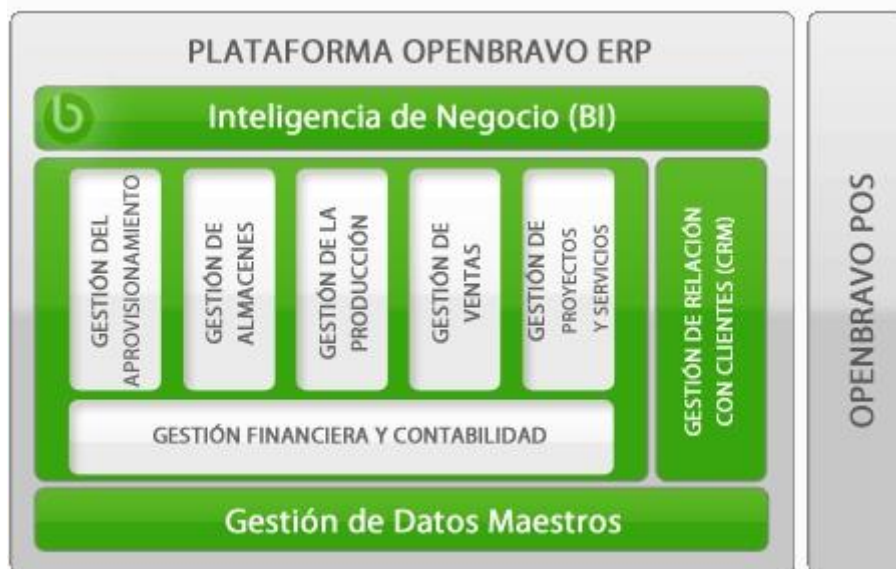 PLATAFORMA OPENBRAVO ERP
b
Inteligencia de Negocio (BI)
GESTIÓN DEL
APROVISIONAMIENTO
GESTIÓN DE
ALMACENES
GESTIÓN DE LA
PRODUCCIÓN
GESTIÓN DE
VENTAS
GESTIÓN DE
PROYECTOS
Y SERVICIOS
GESTIÓN FINANCIERA Y CONTABILIDAD
GESTIÓN DE RELACIÓN
CON CLIENTES (CRM)
Gestión de Datos Maestros
OPENBRAVO POS